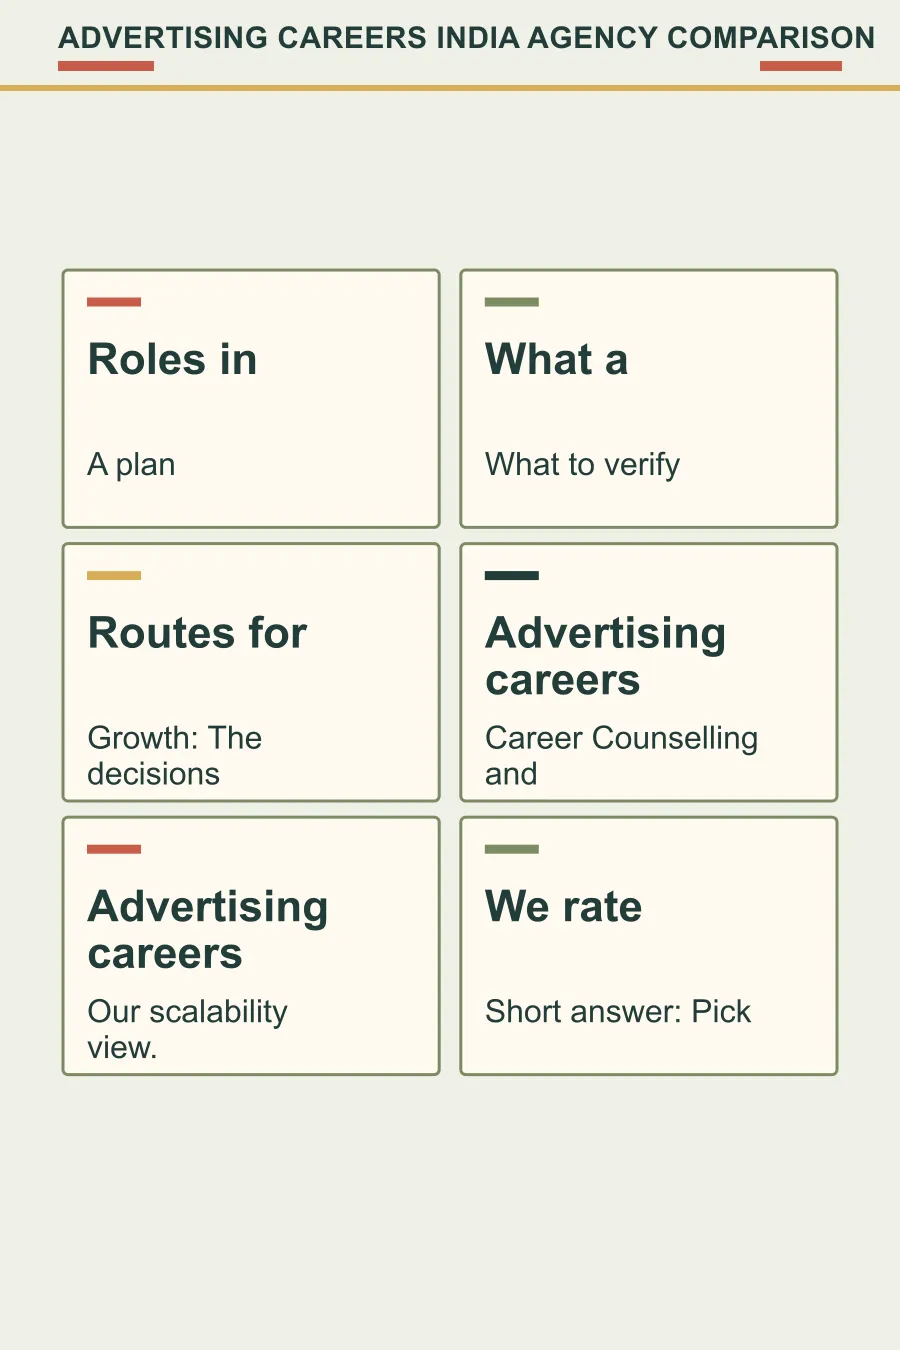 ADVERTISING CAREERS INDIA AGENCY COMPARISON
Roles in
A plan
What a
What to verify
Routes for
Growth: The
decisions
Advertising
careers
Career Counselling
and
Advertising
careers
Our scalability
view.
We rate
Short answer: Pick